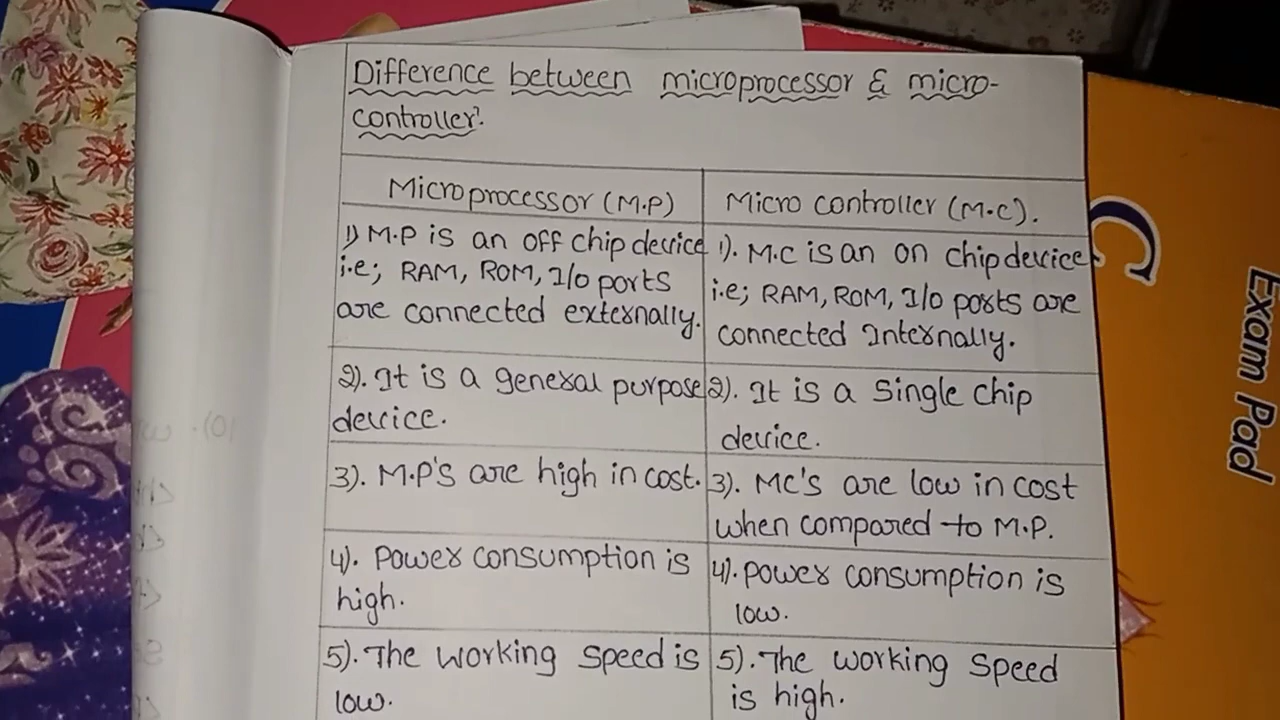 Difference between microprocessor & micro-
controller?
Microprocessor (M.P)
1) M.P is an off chip device
i.e; RAM, ROM, I/o ports
are connected externally.
2). It is a general purpose
device.
3). M.P's are high in cost.
4). Power consumption is
high.
5). The working speed is
low.
Micro controller (M.C).
1). M.C is an on chip device
i.e; RAM, ROM, I/o ports are
connected Internally.
2). It is a Single chip
device.
3). MC's are low in cost
when compared to M.P.
4). power consumption is
low.
5). The working speed
is high.
C
Exam Pad